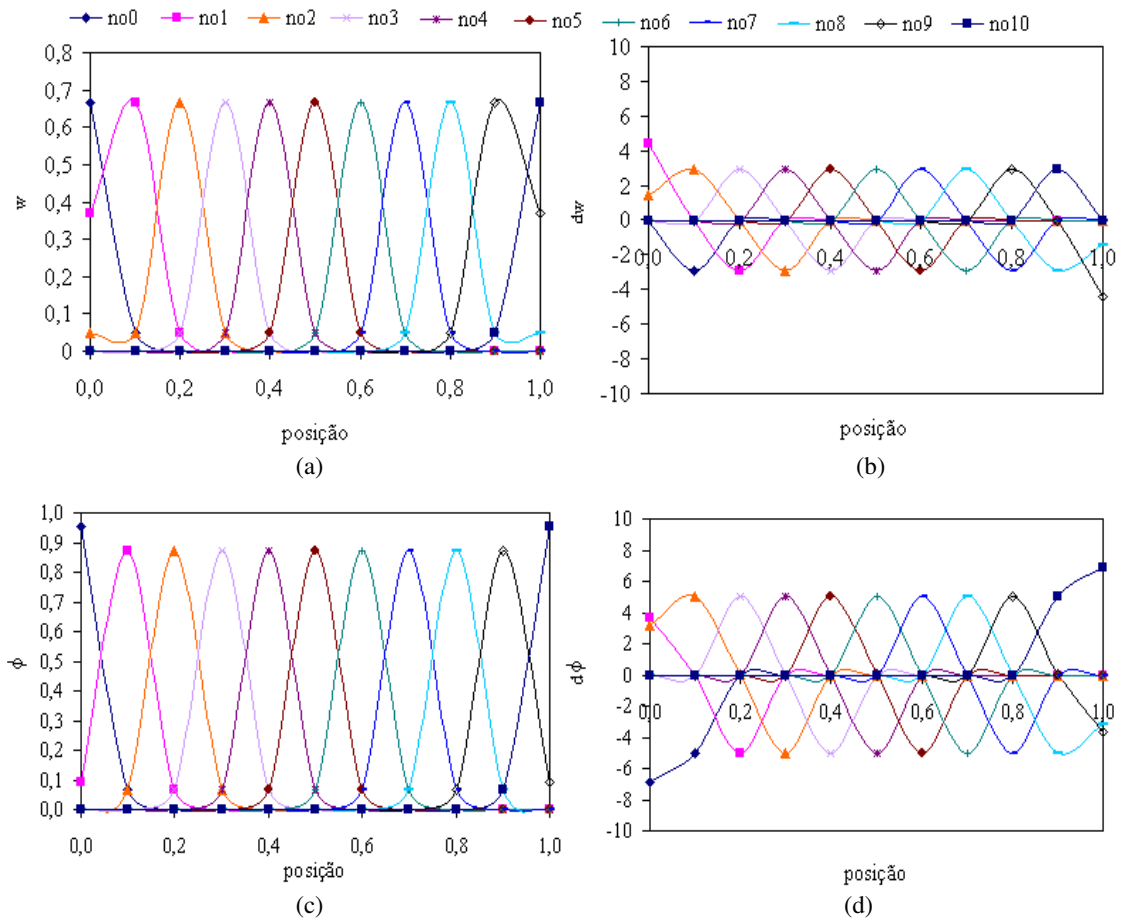 no0 no1 no2 no3 no4 no5 no6 no7 no8 no9 no10
0,8
0,7
0,6
0,5
0,4
0,3
0,2
0,1
0
w
0,0 0,2 0,4 0,6 0,8 1,0
posição
(a)
10
8
6
4
2
0
-2
-4
-6
-8
-10
dw
0,0 0,2 0,4 0,6 0,8 1,0
posição
(b)
1,0
0,9
0,8
0,7
0,6
0,5
0,4
0,3
0,2
0,1
0,0
ϕ
0,0 0,2 0,4 0,6 0,8 1,0
posição
(c)
10
8
6
4
2
0
-2
-4
-6
-8
-10
dϕ
0,0 0,2 0,4 0,6 0,8 1,0
posição
(d)